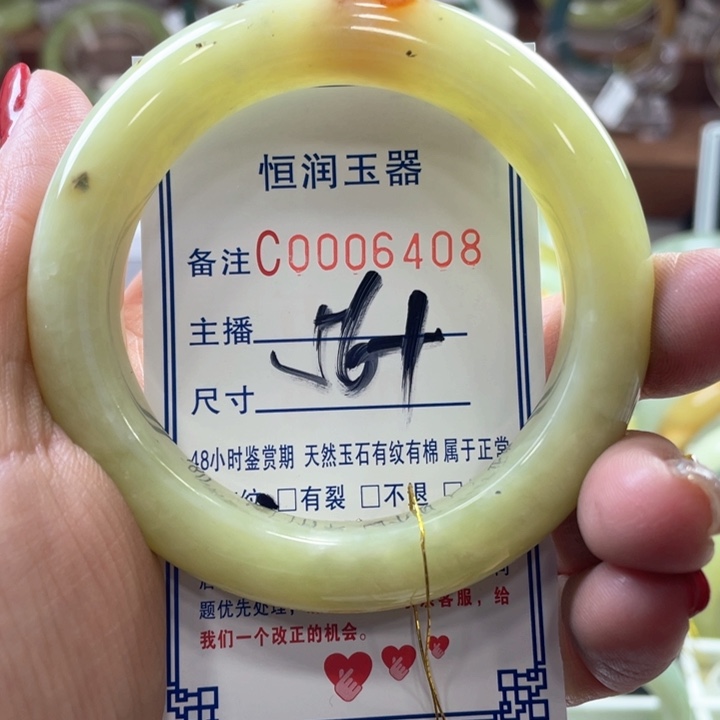 恒润玉器
备注C0006408
主播
尺寸
561
48小时鉴赏期 天然玉石有纹有棉 属于正常
纹 □有裂 □不退 □
题优先处理, 客服，给
我们一个改正的机会。